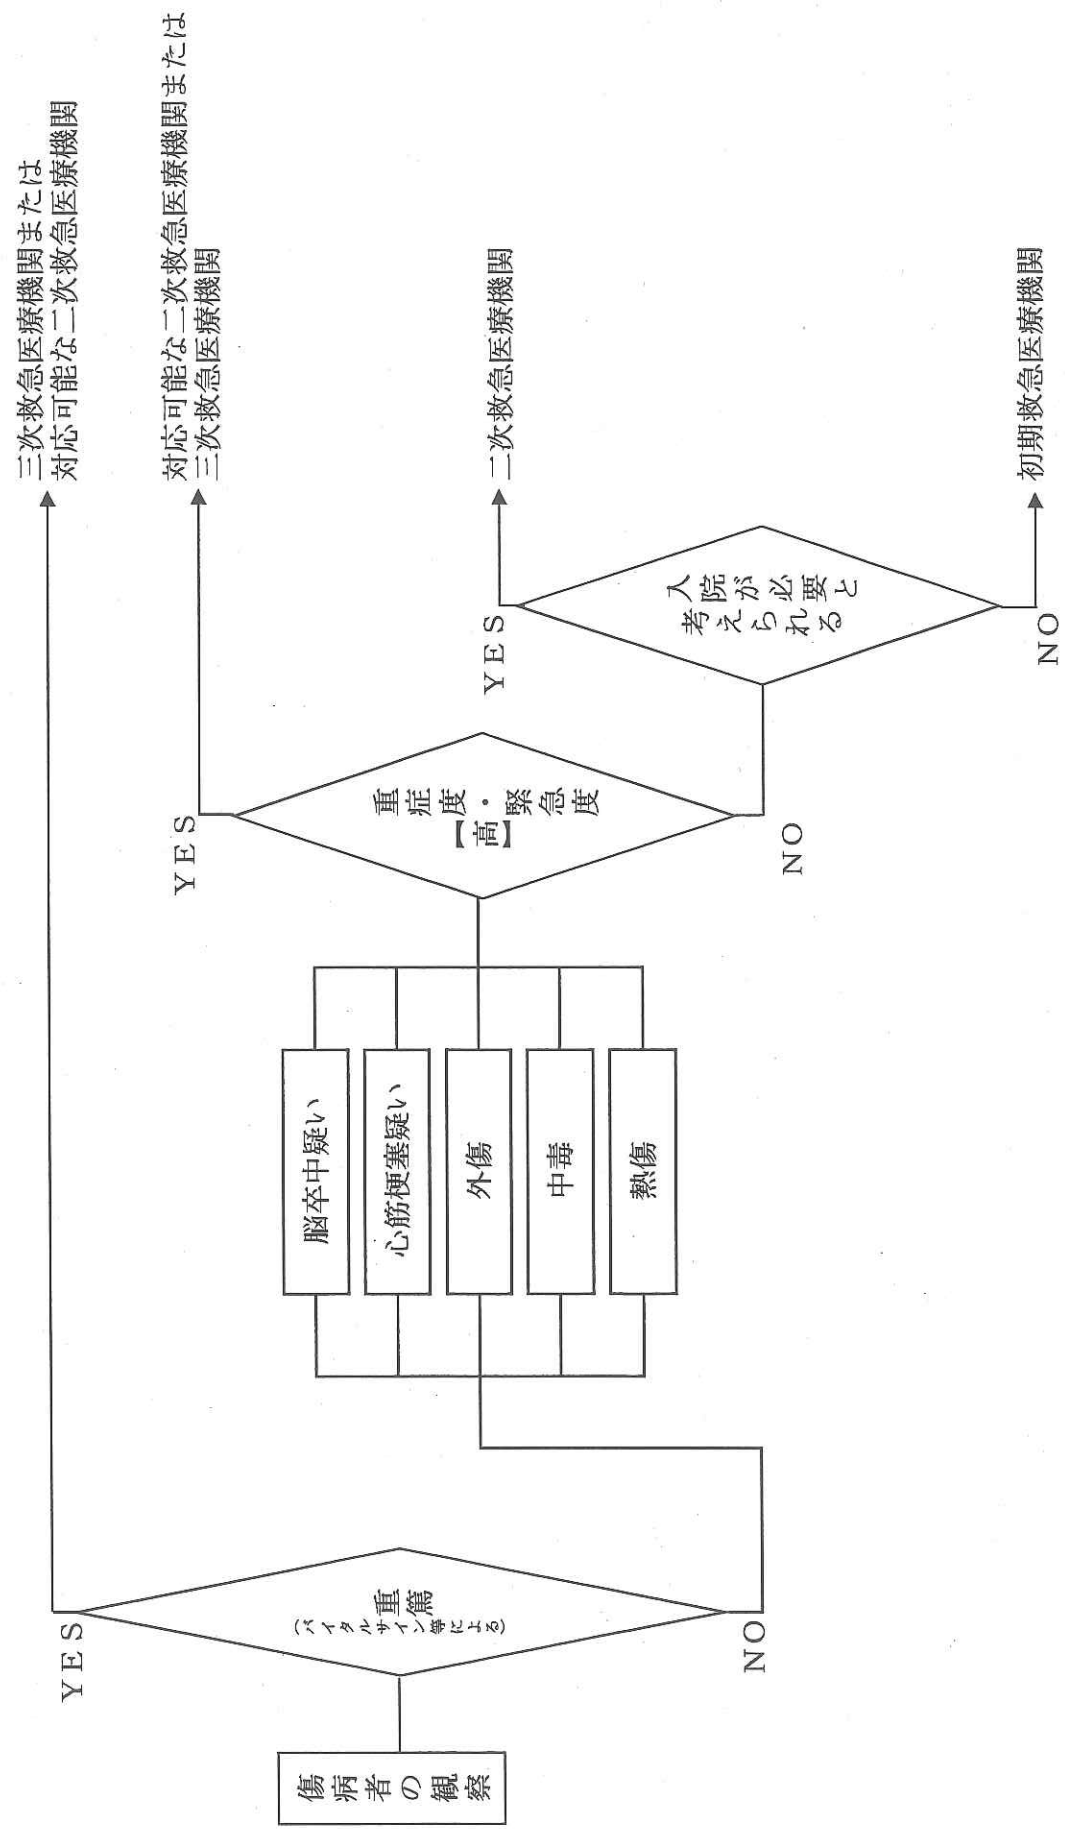 傷病者の観察
YES
重篤
(バイタルサイン等による)
NO
三次救急医療機関または
対応可能な二次救急医療機関
脳卒中疑い
心筋梗塞疑い
外傷
中毒
熱傷
YES
重症度・緊急度
【高】
NO
対応可能な二次救急医療機関または
三次救急医療機関
YES
入院が必要と
考えられる
NO
二次救急医療機関
初期救急医療機関